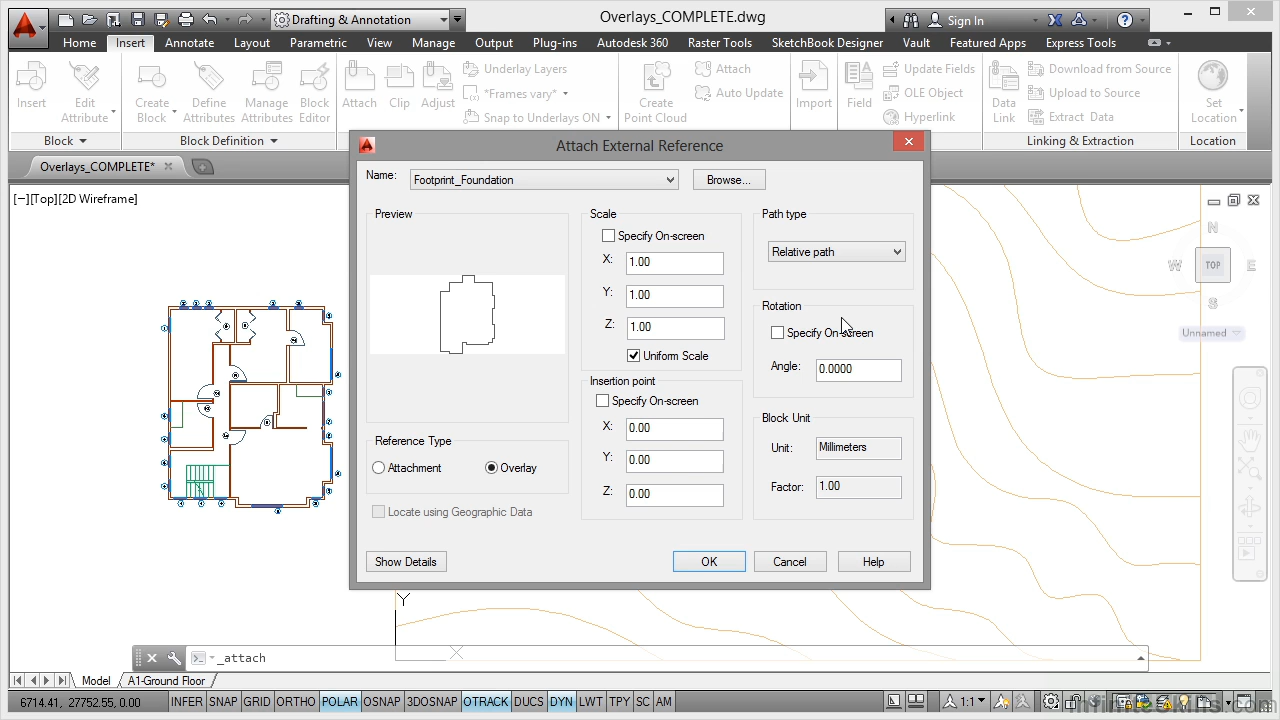 Drafting & Annotation
Overlays_COMPLETE.dwg
Sign In
Home Insert Annotate Layout Parametric View Manage Output Plug-ins Autodesk 360 Raster Tools SketchBook Designer Vault Featured Apps Express Tools
Insert
Edit
Attribute
Create
Block
Define
Attributes
Manage
Attributes
Block
Editor
Attach
Clip
Adjust
Underlay Layers
*Frames vary*
Snap to Underlays ON
Create
Point Cloud
Attach
Auto Update
Import
Field
Update Fields
OLE Object
Hyperlink
Data
Link
Download from Source
Upload to Source
Extract Data
Set
Location
Block
Block Definition
Linking & Extraction
Location
Overlays_COMPLETE*
[−][Top][2D Wireframe]
Attach External Reference
Name:
Footprint_Foundation
Browse...
Preview
Reference Type
Attachment
Overlay
Locate using Geographic Data
Scale
Specify On-screen
X: 1.00
Y: 1.00
Z: 1.00
Uniform Scale
Insertion point
Specify On-screen
X: 0.00
Y: 0.00
Z: 0.00
Path type
Relative path
Rotation
Specify On-screen
Angle: 0.0000
Block Unit
Unit: Millimeters
Factor: 1.00
Show Details
OK
Cancel
Help
N
W
TOP
E
S
Unnamed
Y
X
_attach
Model
A1-Ground Floor
6714.41, 27752.55, 0.00
INFER SNAP GRID ORTHO POLAR OSNAP 3DOSNAP OTRACK DUCS DYN LWT TPY SC AM
1:1
InfiniteSkills.com